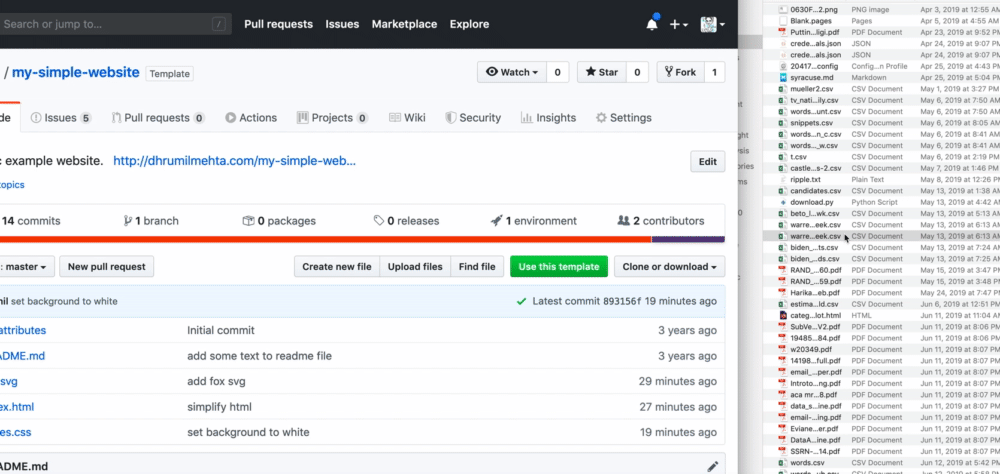 Search or jump to... /
Pull requests Issues Marketplace Explore
/ my-simple-website Template
Watch 0 Star 0 Fork 1
de Issues 5 Pull requests 0 Actions Projects 0 Wiki Security Insights Settings
c example website. http://dhrumilmehta.com/my-simple-web... Edit
topics
14 commits 1 branch 0 packages 0 releases 1 environment 2 contributors
: master New pull request Create new file Upload files Find file Use this template Clone or download
nil set background to white Latest commit 893156f 19 minutes ago
attributes Initial commit 3 years ago
ADME.md add some text to readme file 3 years ago
.svg add fox svg 29 minutes ago
ex.html simplify html 27 minutes ago
es.css set background to white 19 minutes ago
ADME.md
0630F...2.png PNG image Apr 3, 2019 at 12:55 AM
Blank.pages Pages Apr 5, 2019 at 4:55 AM
Puttin...ligi.pdf PDF Document Apr 23, 2019 at 9:52 PM
crede...als.json JSON Apr 24, 2019 at 9:07 PM
crede...als.json JSON Apr 24, 2019 at 9:07 PM
20417...config Config...n Profile Apr 25, 2019 at 4:43 PM
syracuse.md Markdown Apr 25, 2019 at 5:04 PM
mueller2.csv CSV Document May 1, 2019 at 3:27 PM
tv_nati...ily.csv CSV Document May 6, 2019 at 7:50 AM
words...unt.csv CSV Document May 6, 2019 at 7:50 AM
snippets.csv CSV Document May 6, 2019 at 8:05 AM
words...n_c.csv CSV Document May 6, 2019 at 8:41 AM
words..._w.csv CSV Document May 6, 2019 at 8:41 AM
t.csv CSV Document May 6, 2019 at 2:19 PM
castle...s-2.csv CSV Document May 7, 2019 at 1:46 PM
ripple.txt Plain Text May 8, 2019 at 12:26 PM
candidates.csv CSV Document May 13, 2019 at 1:38 AM
download.py Python Script May 13, 2019 at 4:42 AM
beto_l...wk.csv CSV Document May 13, 2019 at 5:13 AM
warre...eek.csv CSV Document May 13, 2019 at 6:13 AM
warre...eek.csv CSV Document May 13, 2019 at 6:13 AM
biden_...ts.csv CSV Document May 13, 2019 at 7:24 AM
biden_...ds.csv CSV Document May 13, 2019 at 7:25 AM
RAND_...60.pdf PDF Document May 15, 2019 at 3:47 PM
RAND_...59.pdf PDF Document May 15, 2019 at 3:48 PM
Harika...eb.pdf PDF Document May 24, 2019 at 7:47 PM
estima...ld.csv CSV Document Jun 6, 2019 at 12:51 PM
categ...lot.html HTML Jun 11, 2019 at 11:04 AM
SubVe...V2.pdf PDF Document Jun 11, 2019 at 8:06 PM
19485...84.pdf PDF Document Jun 11, 2019 at 8:07 PM
w20349.pdf PDF Document Jun 11, 2019 at 8:07 PM
14198...full.pdf PDF Document Jun 11, 2019 at 8:07 PM
email_...per.pdf PDF Document Jun 11, 2019 at 8:07 PM
Introto...ng.pdf PDF Document Jun 11, 2019 at 8:07 PM
aca mr...8.pdf PDF Document Jun 11, 2019 at 8:07 PM
data_s...ine.pdf PDF Document Jun 11, 2019 at 8:07 PM
email-...ing.pdf PDF Document Jun 11, 2019 at 8:07 PM
Eviane...er.pdf PDF Document Jun 11, 2019 at 8:07 PM
DataA...ine.pdf PDF Document Jun 11, 2019 at 8:07 PM
SSRN-...14.pdf PDF Document Jun 11, 2019 at 8:07 PM
words.csv CSV Document Jun 12, 2019 at 5:42 PM